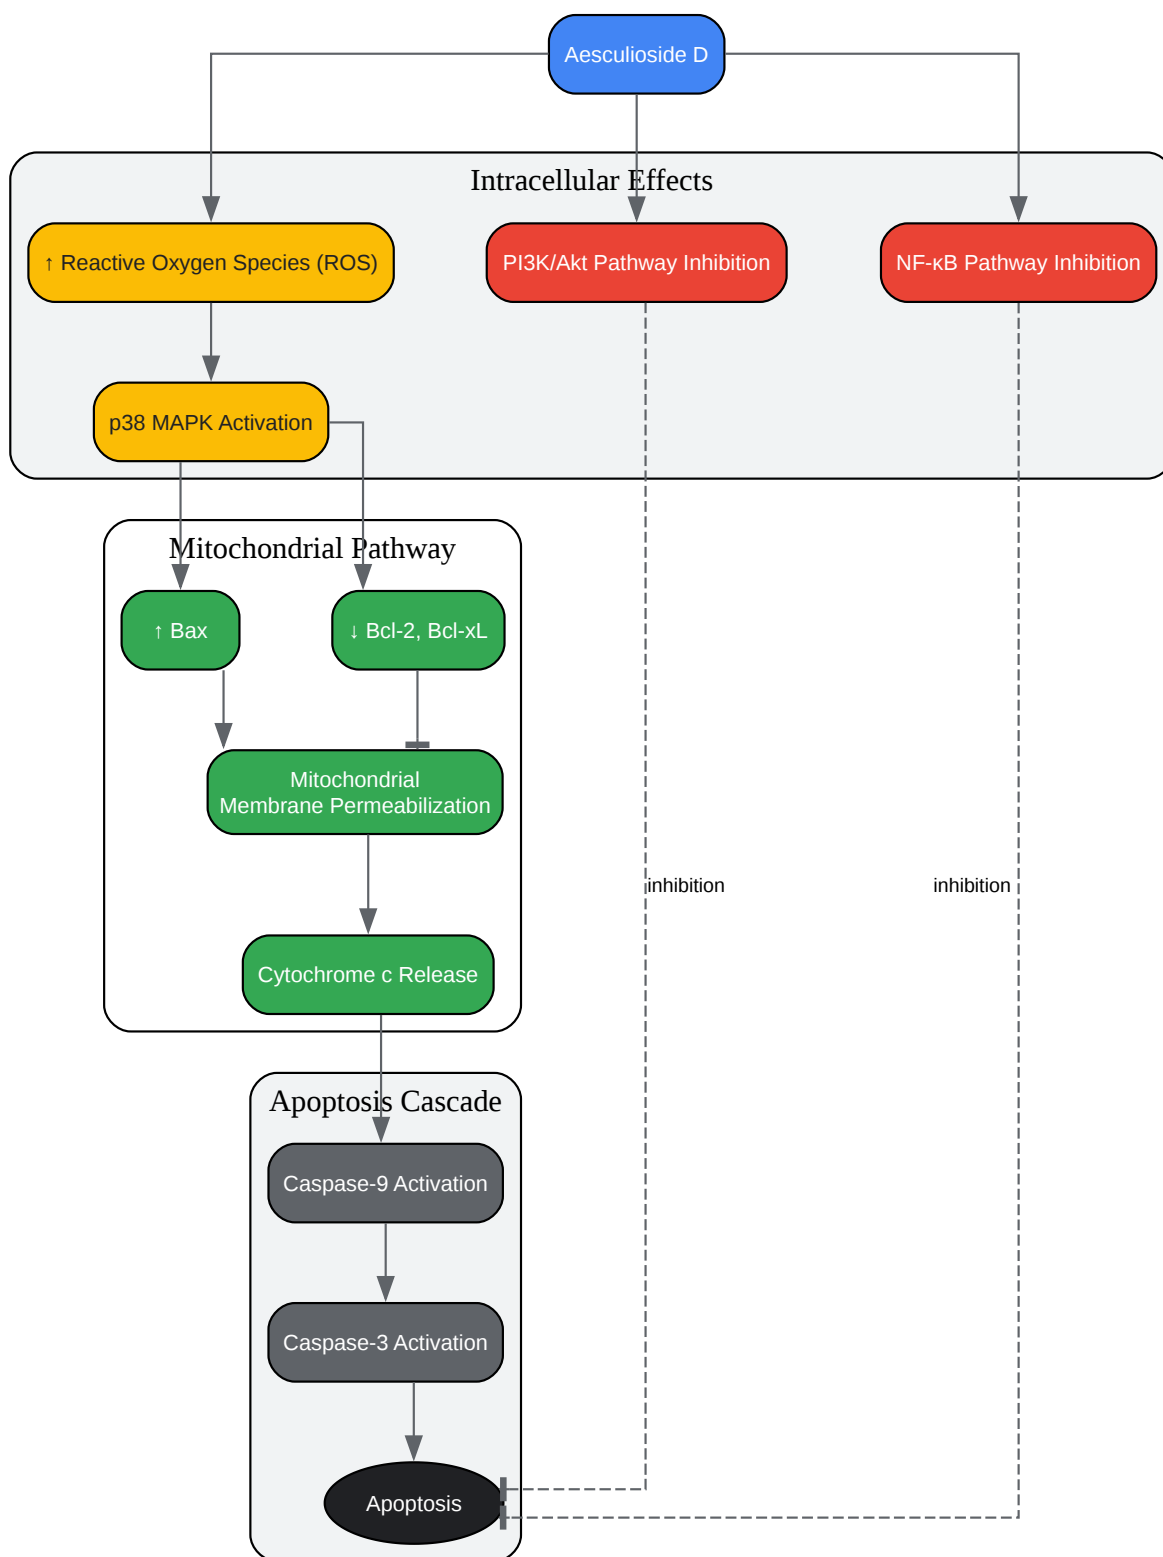 Aesculioside D
Intracellular Effects
↑ Reactive Oxygen Species (ROS)
PI3K/Akt Pathway Inhibition
NF-κB Pathway Inhibition
p38 MAPK Activation
Mitochondrial Pathway
↑ Bax
↓ Bcl-2, Bcl-xL
Mitochondrial
Membrane Permeabilization
inhibition
inhibition
Cytochrome c Release
Apoptosis Cascade
Caspase-9 Activation
Caspase-3 Activation
Apoptosis